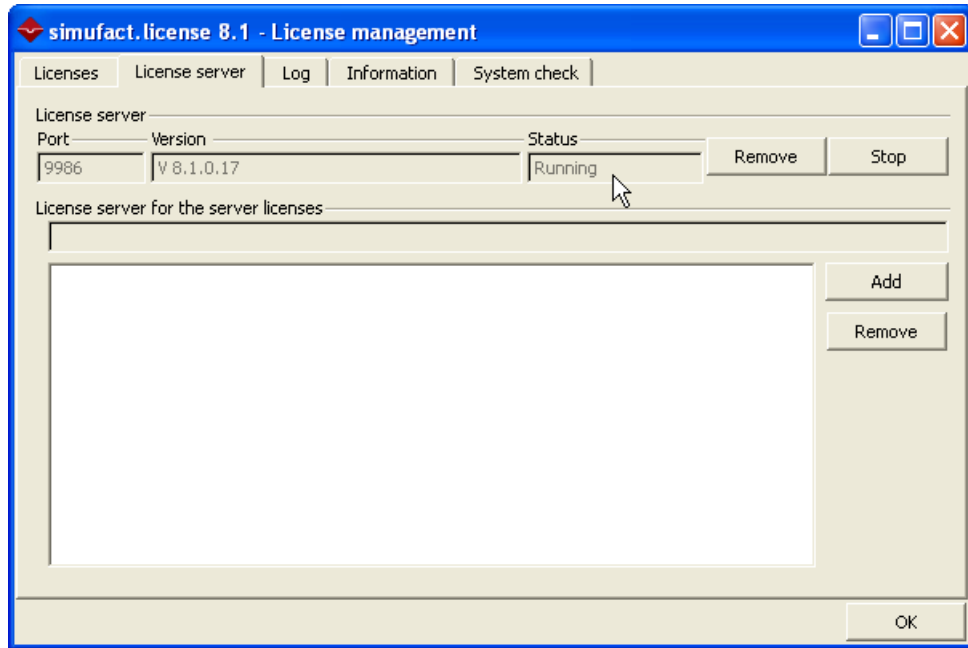 simufact.license 8.1 - License management
Licenses License server Log Information System check
License server
Port Version Status
9986 V 8.1.0.17 Running Remove Stop
License server for the server licenses
Add
Remove
OK